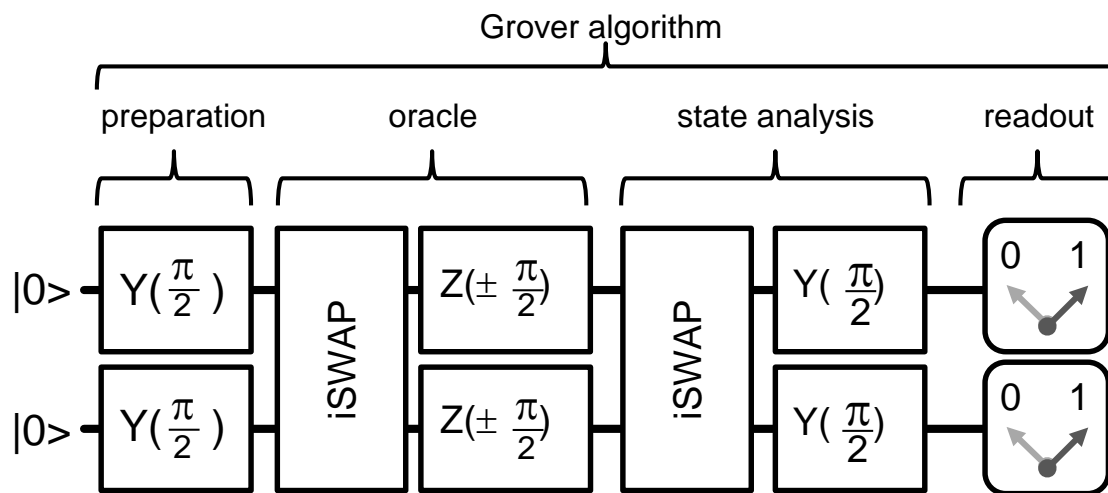 Grover algorithm
preparation oracle state analysis readout
|0> Y(π/2) iSWAP Z(± π/2) iSWAP Y(π/2) 0 1
|0> Y(π/2) Z(± π/2) Y(π/2) 0 1